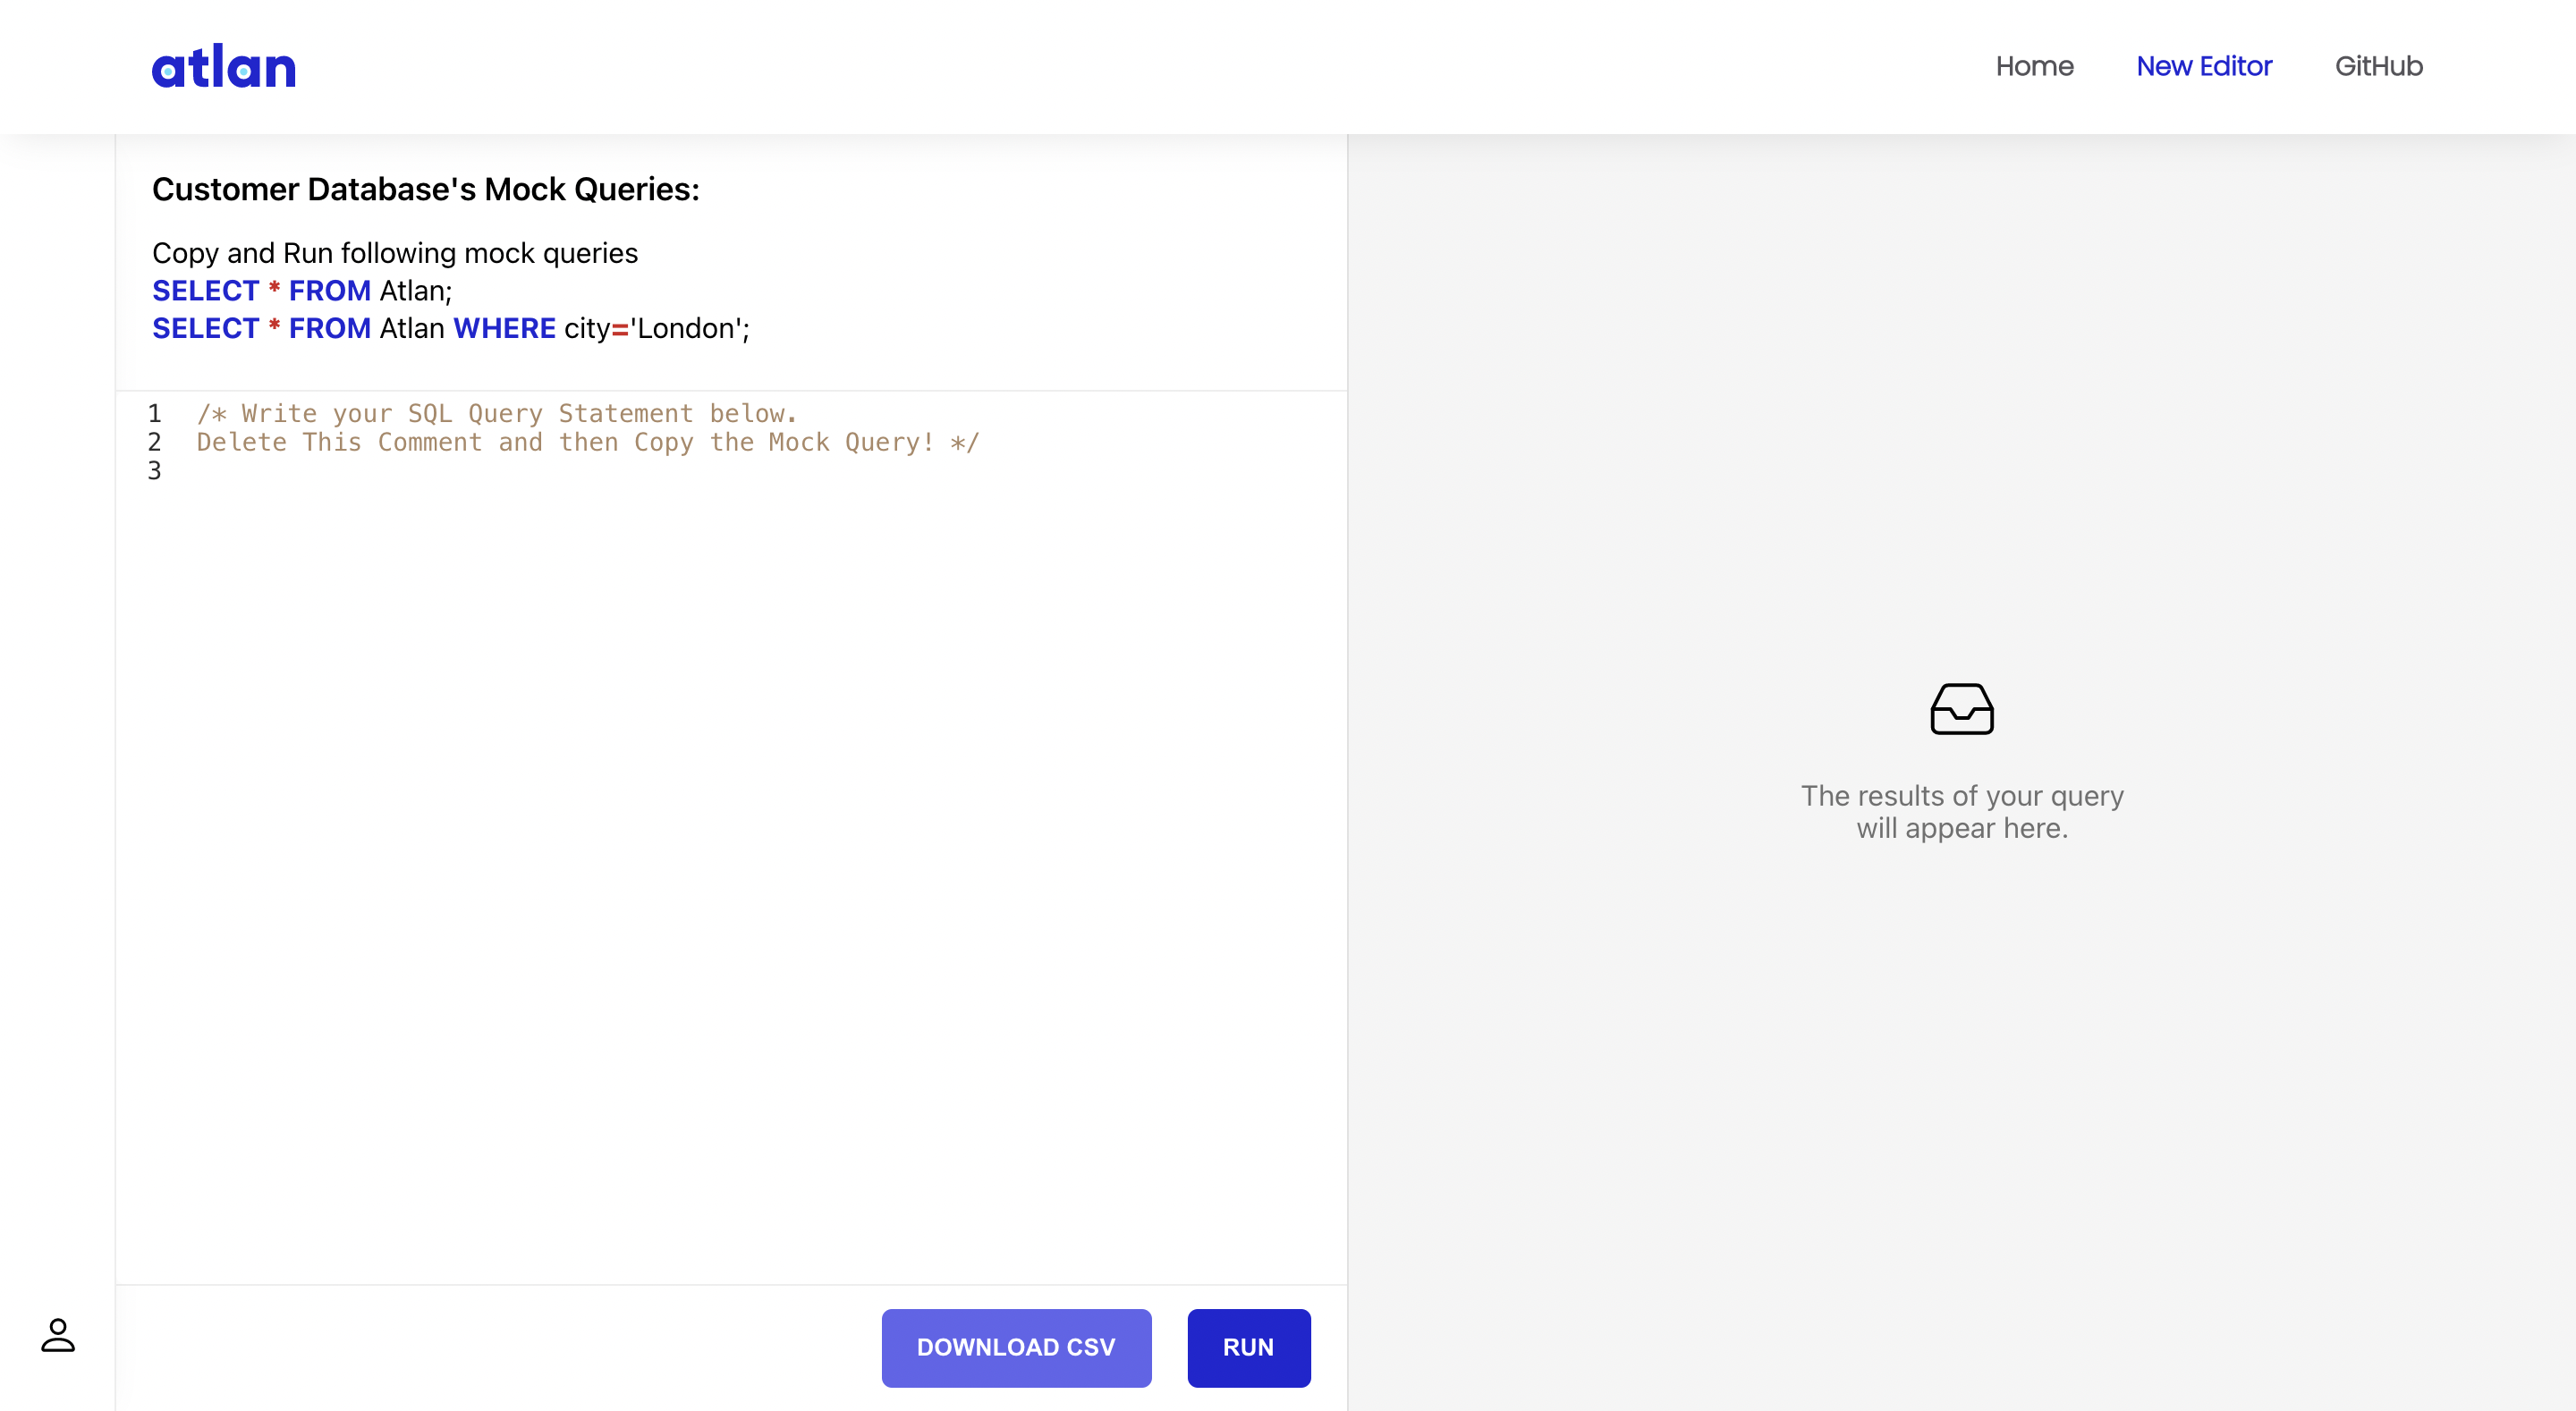 atlan
Home
New Editor
GitHub
Customer Database's Mock Queries:
Copy and Run following mock queries
SELECT * FROM Atlan;
SELECT * FROM Atlan WHERE city='London';
1 /* Write your SQL Query Statement below.
2 Delete This Comment and then Copy the Mock Query! */
3
The results of your query
will appear here.
DOWNLOAD CSV
RUN